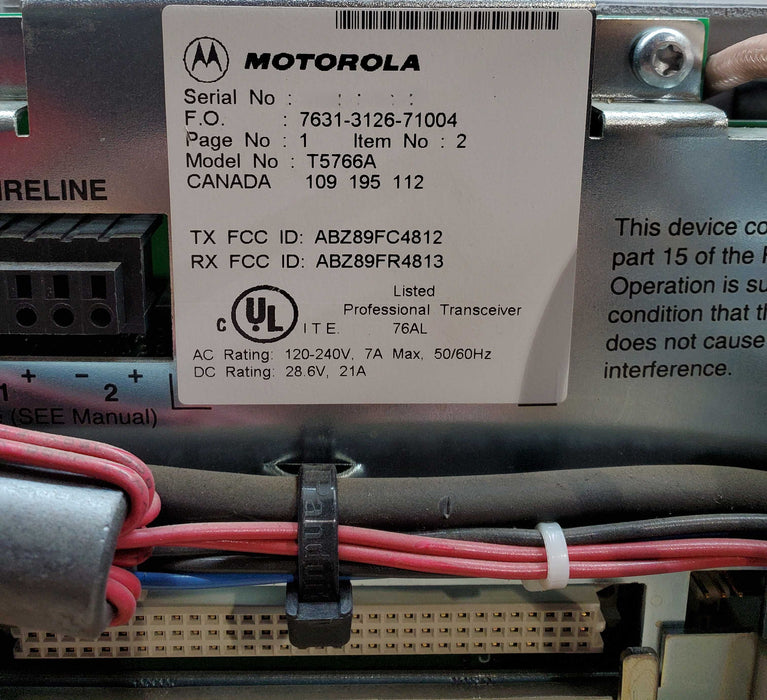 MOTOROLA
Serial No : : : : :
F.O. : 7631-3126-71004
Page No : 1 Item No : 2
Model No : T5766A
CANADA 109 195 112
TX FCC ID: ABZ89FC4812
RX FCC ID: ABZ89FR4813
C UL I T E. Listed
Professional Transceiver
76AL
AC Rating: 120-240V, 7A Max, 50/60Hz
DC Rating: 28.6V, 21A
IRELINE
1 + - 2 +
(SEE Manual)
This device co
part 15 of the F
Operation is su
condition that th
does not cause
interference.